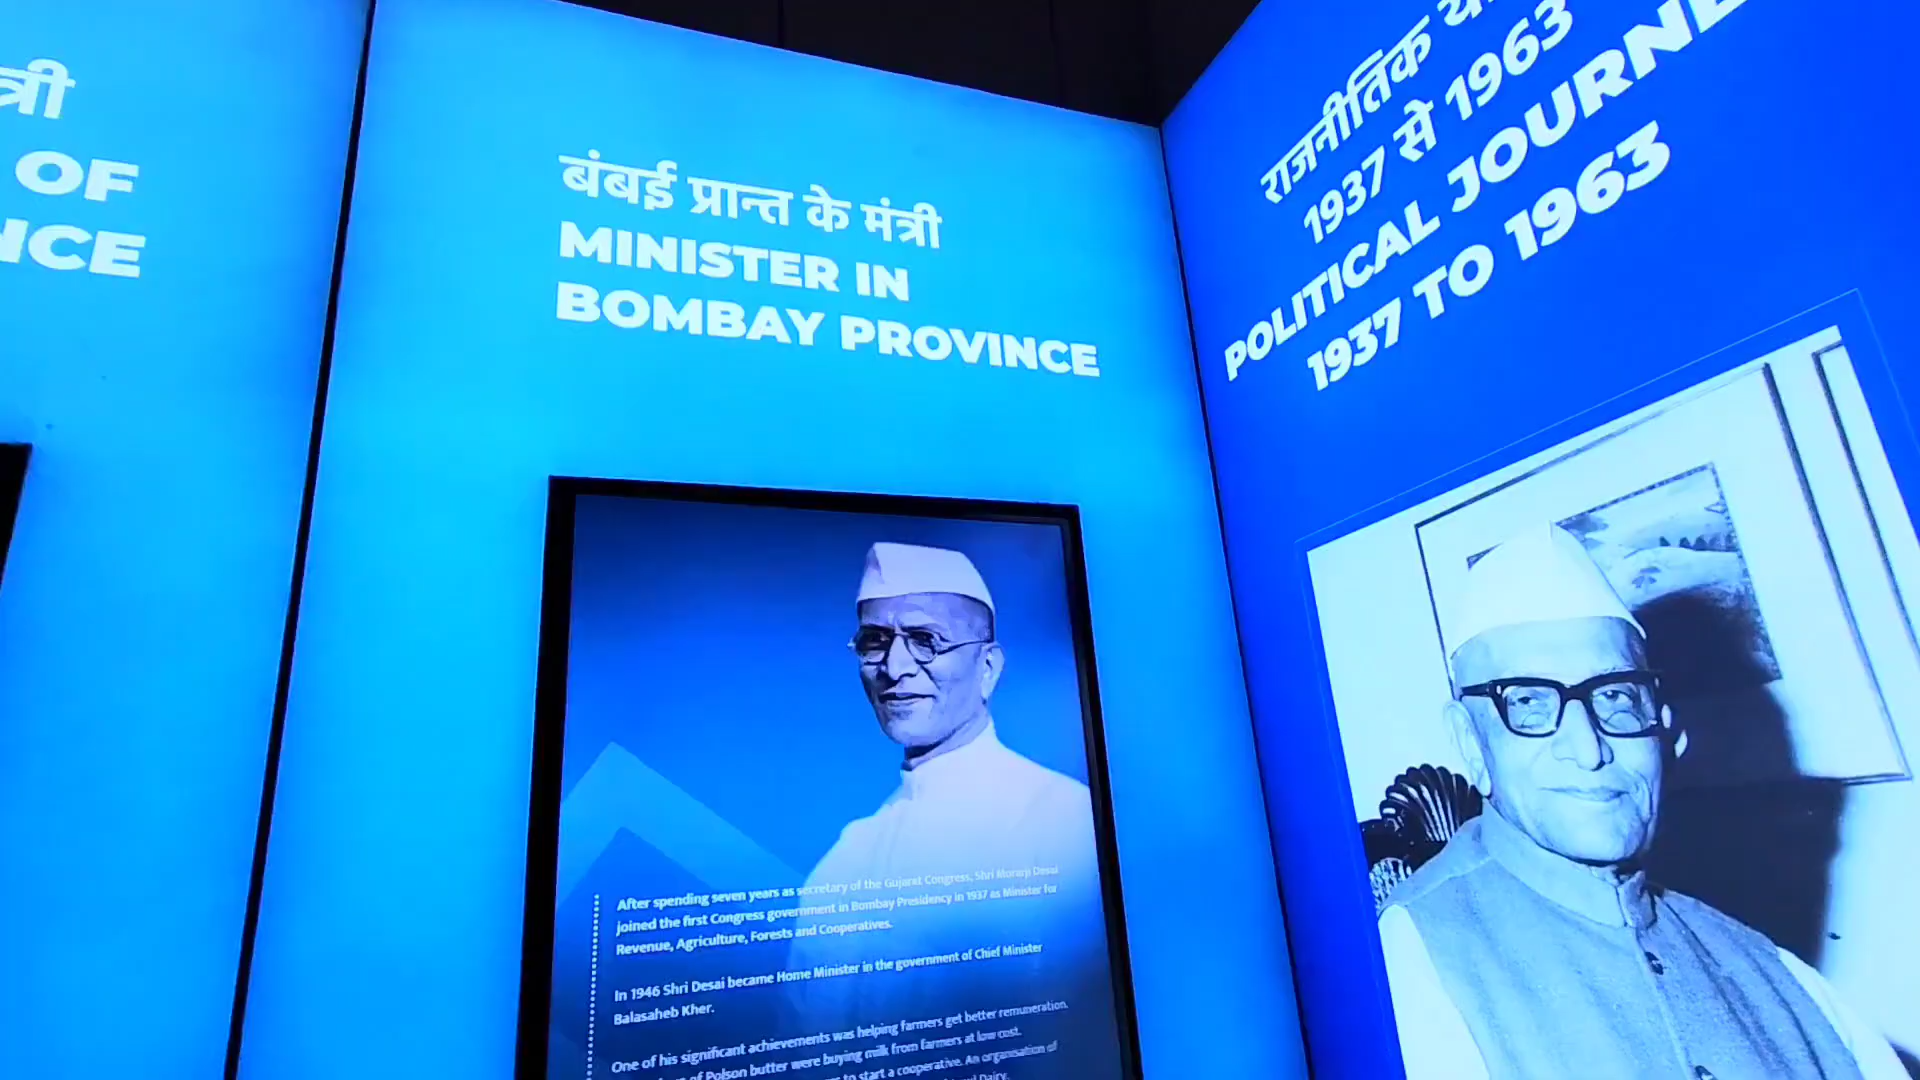 त्री
OF
NCE
बंबई प्रान्त के मंत्री
MINISTER IN
BOMBAY PROVINCE
After spending seven years as secretary of the Gujarat Congress, Shri Morarji Desai
joined the first Congress government in Bombay Presidency in 1937 as Minister for
Revenue, Agriculture, Forests and Cooperatives.
In 1946 Shri Desai became Home Minister in the government of Chief Minister
Balasaheb Kher.
One of his significant achievements was helping farmers get better remuneration.
of Polson butter were buying milk from farmers at low cost.
to start a cooperative. An organisation of
Dairy.
राजनीतिक
1937 से 1963
POLITICAL JOURNE
1937 TO 1963